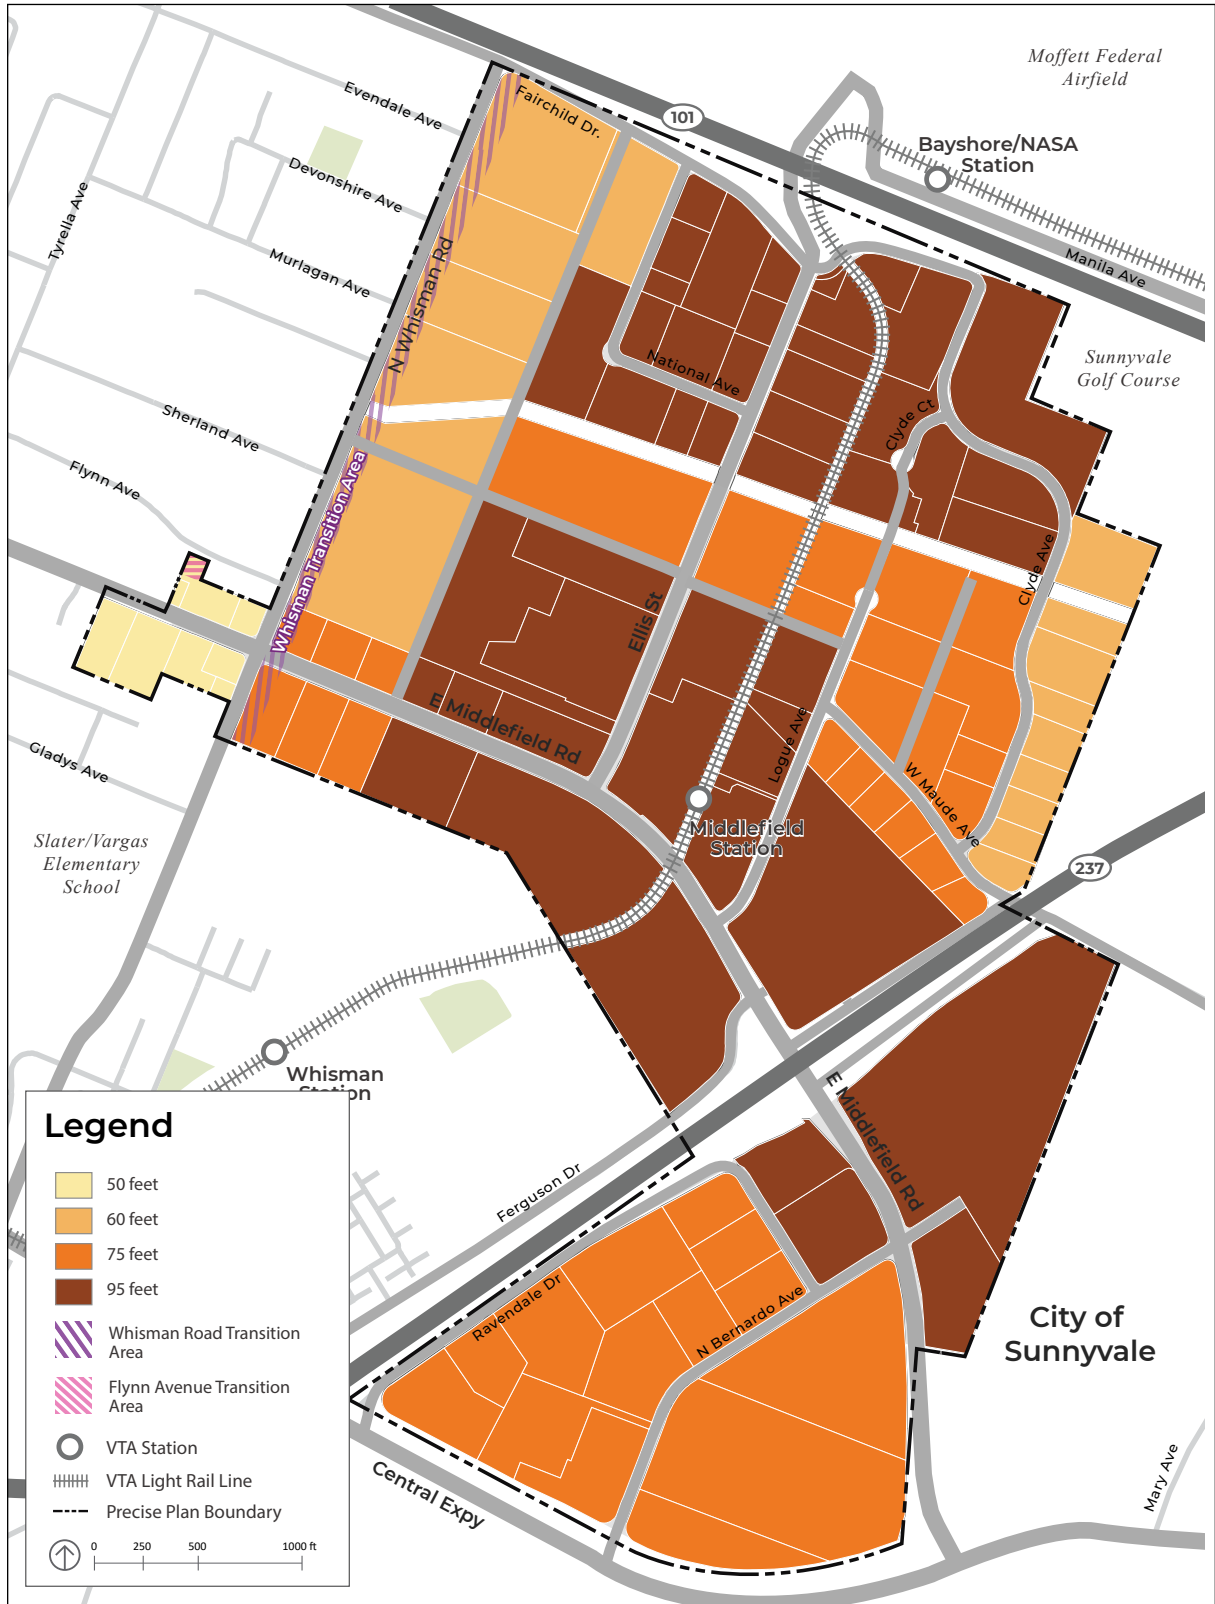 Moffett Federal
Airfield
Evendale Ave
Fairchild Dr.
101
Bayshore/NASA
Station
Devonshire Ave
Tyrella Ave
Murlagan Ave
Manila Ave
N Whisman Rd
National Ave
Sunnyvale
Golf Course
Sherland Ave
Clyde Ct
Flynn Ave
Whisman Transition Area
Clyde Ave
Ellis St
E Middlefield Rd
Logue Ave
Gladys Ave
W Maude Ave
Middlefield
Station
Slater/Vargas
Elementary
School
237
Whisman
Station
E Middlefield Rd
Ferguson Dr
Ravendale Dr
N Bernardo Ave
City of
Sunnyvale
Central Expy
Mary Ave
Legend
50 feet
60 feet
75 feet
95 feet
Whisman Road Transition
Area
Flynn Avenue Transition
Area
VTA Station
VTA Light Rail Line
Precise Plan Boundary
0 250 500 1000 ft